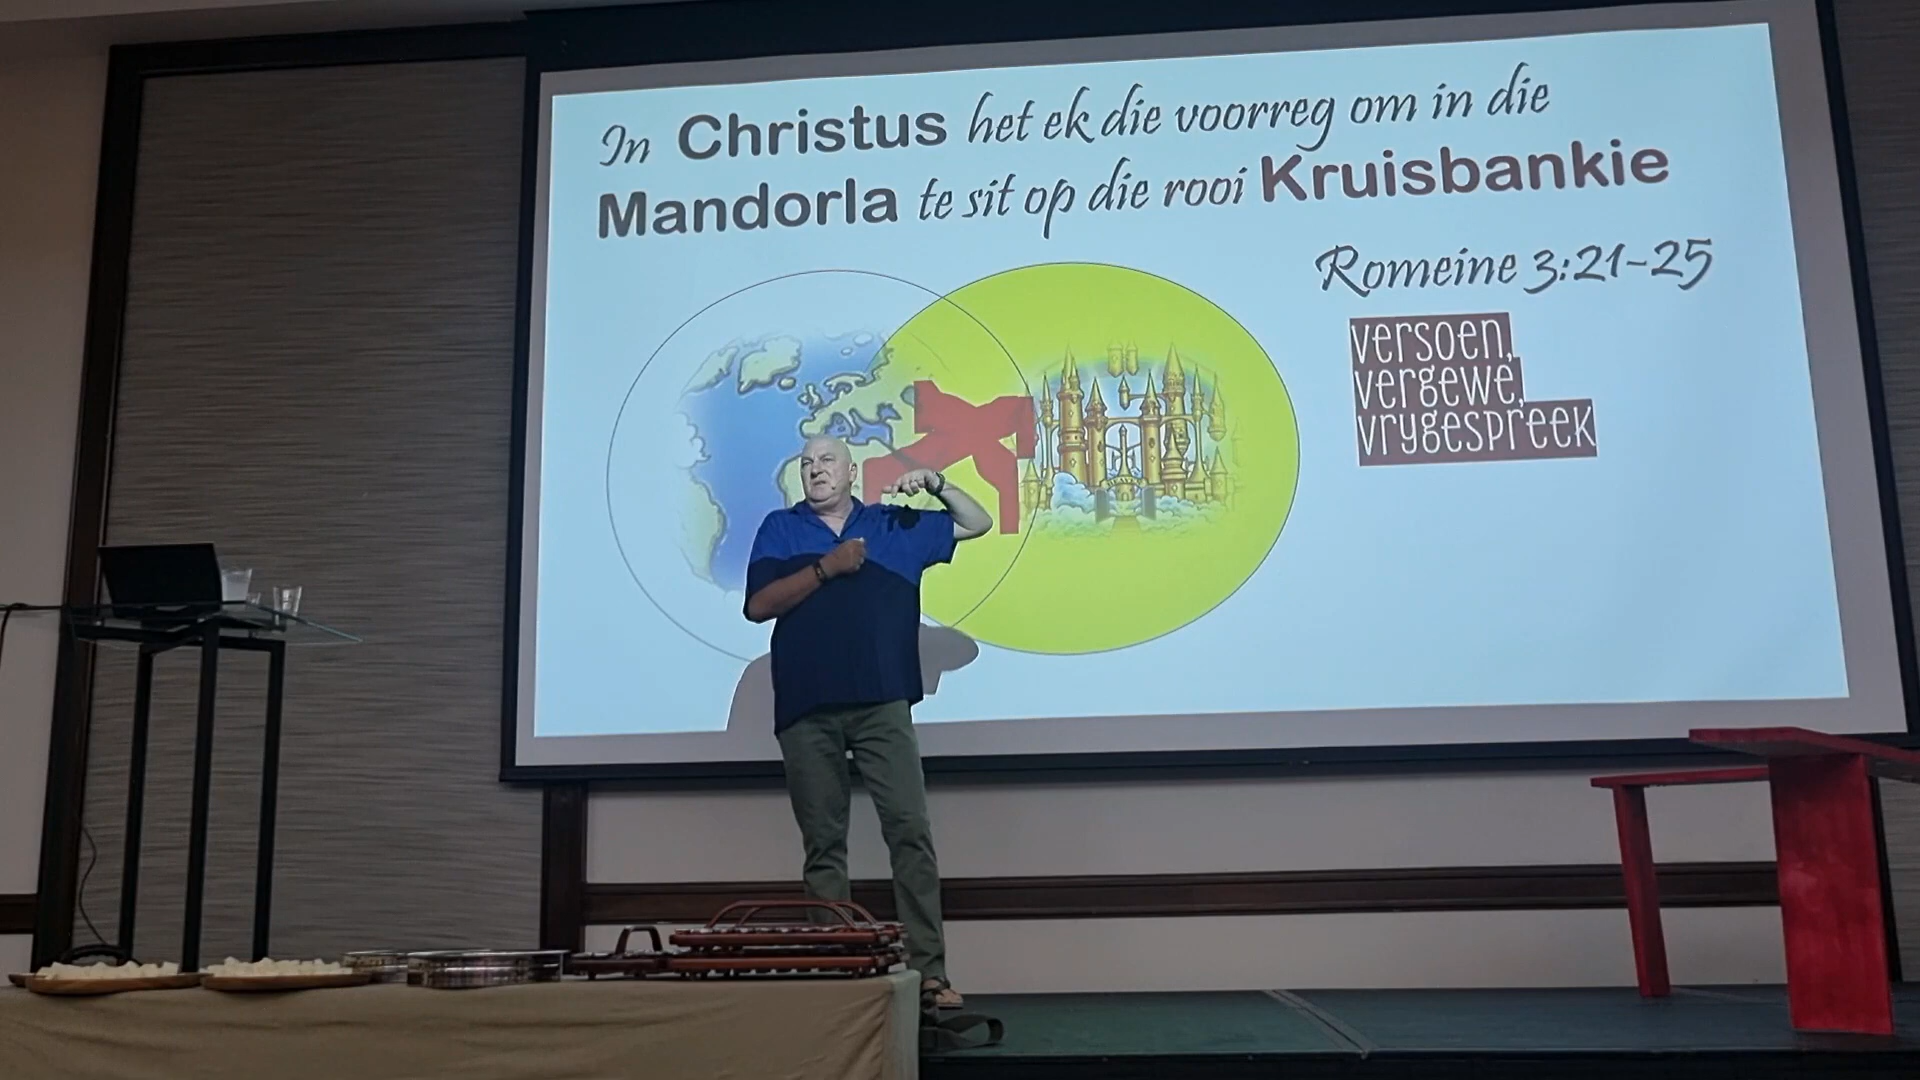 In Christus het ek die voorreg om in die
Mandorla te sit op die rooi Kruisbankie
Romeine 3:21-25
versoen,
vergewe,
vrygespreek